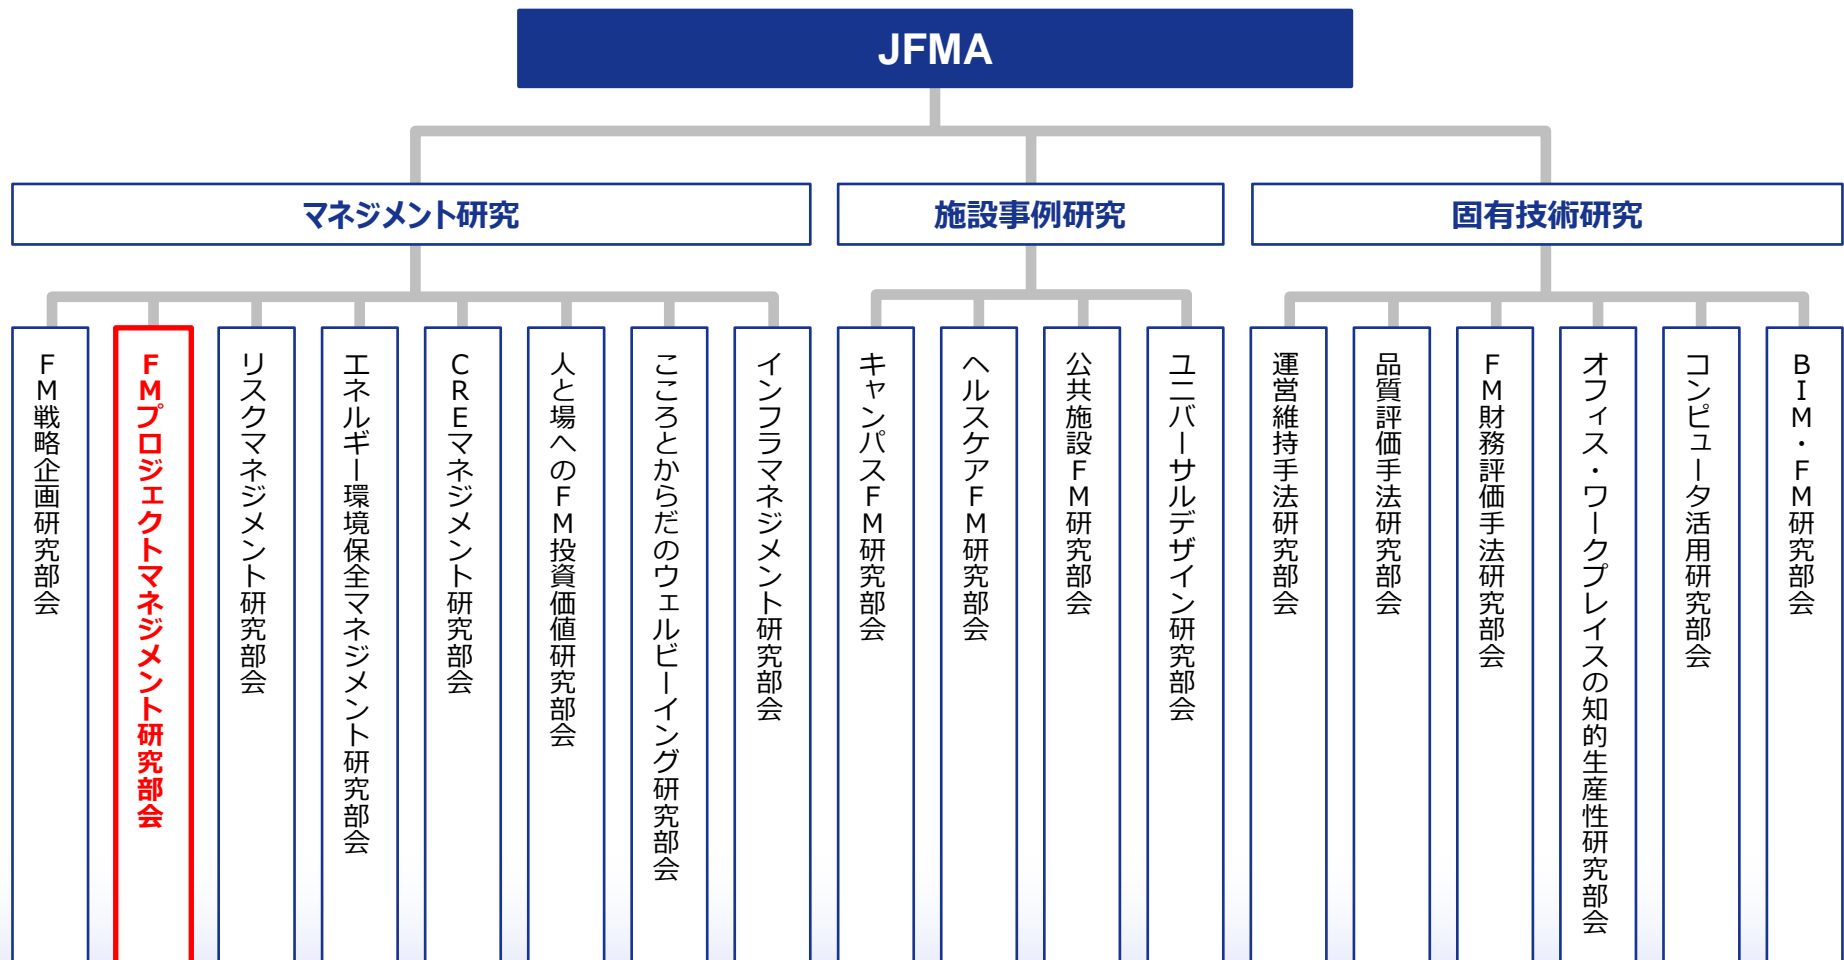 JFMA
マネジメント研究
施設事例研究
固有技術研究
FM戦略企画研究部会
FMプロジェクトマネジメント研究部会
リスクマネジメント研究部会
エネルギー環境保全マネジメント研究部会
CREマネジメント研究部会
人と場へのFM投資価値研究部会
こころとからだのウェルビーイング研究部会
インフラマネジメント研究部会
キャンパスFM研究部会
ヘルスケアFM研究部会
公共施設FM研究部会
ユニバーサルデザイン研究部会
運営維持手法研究部会
品質評価手法研究部会
FM財務評価手法研究部会
オフィス・ワークプレイスの知的生産性研究部会
コンピュータ活用研究部会
BIM・FM研究部会